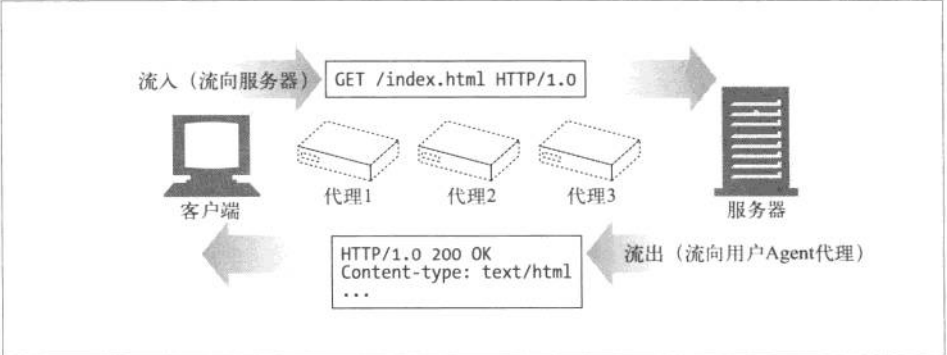 流入（流向服务器）
GET /index.html HTTP/1.0
代理1
代理2
代理3
客户端
服务器
HTTP/1.0 200 OK
Content-type: text/html
...
流出（流向用户Agent代理）